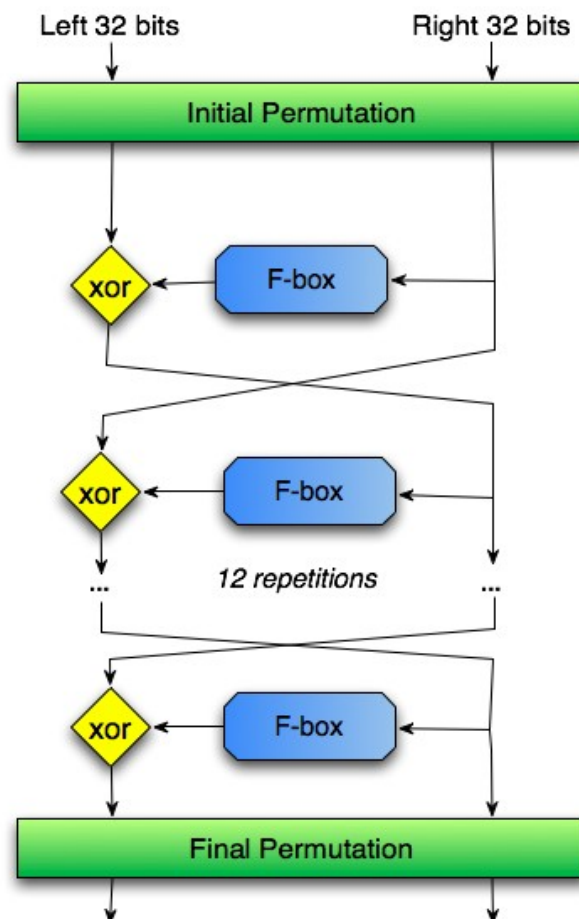 Left 32 bits Right 32 bits
Initial Permutation
xor F-box
xor F-box
... 12 repetitions ...
xor F-box
Final Permutation